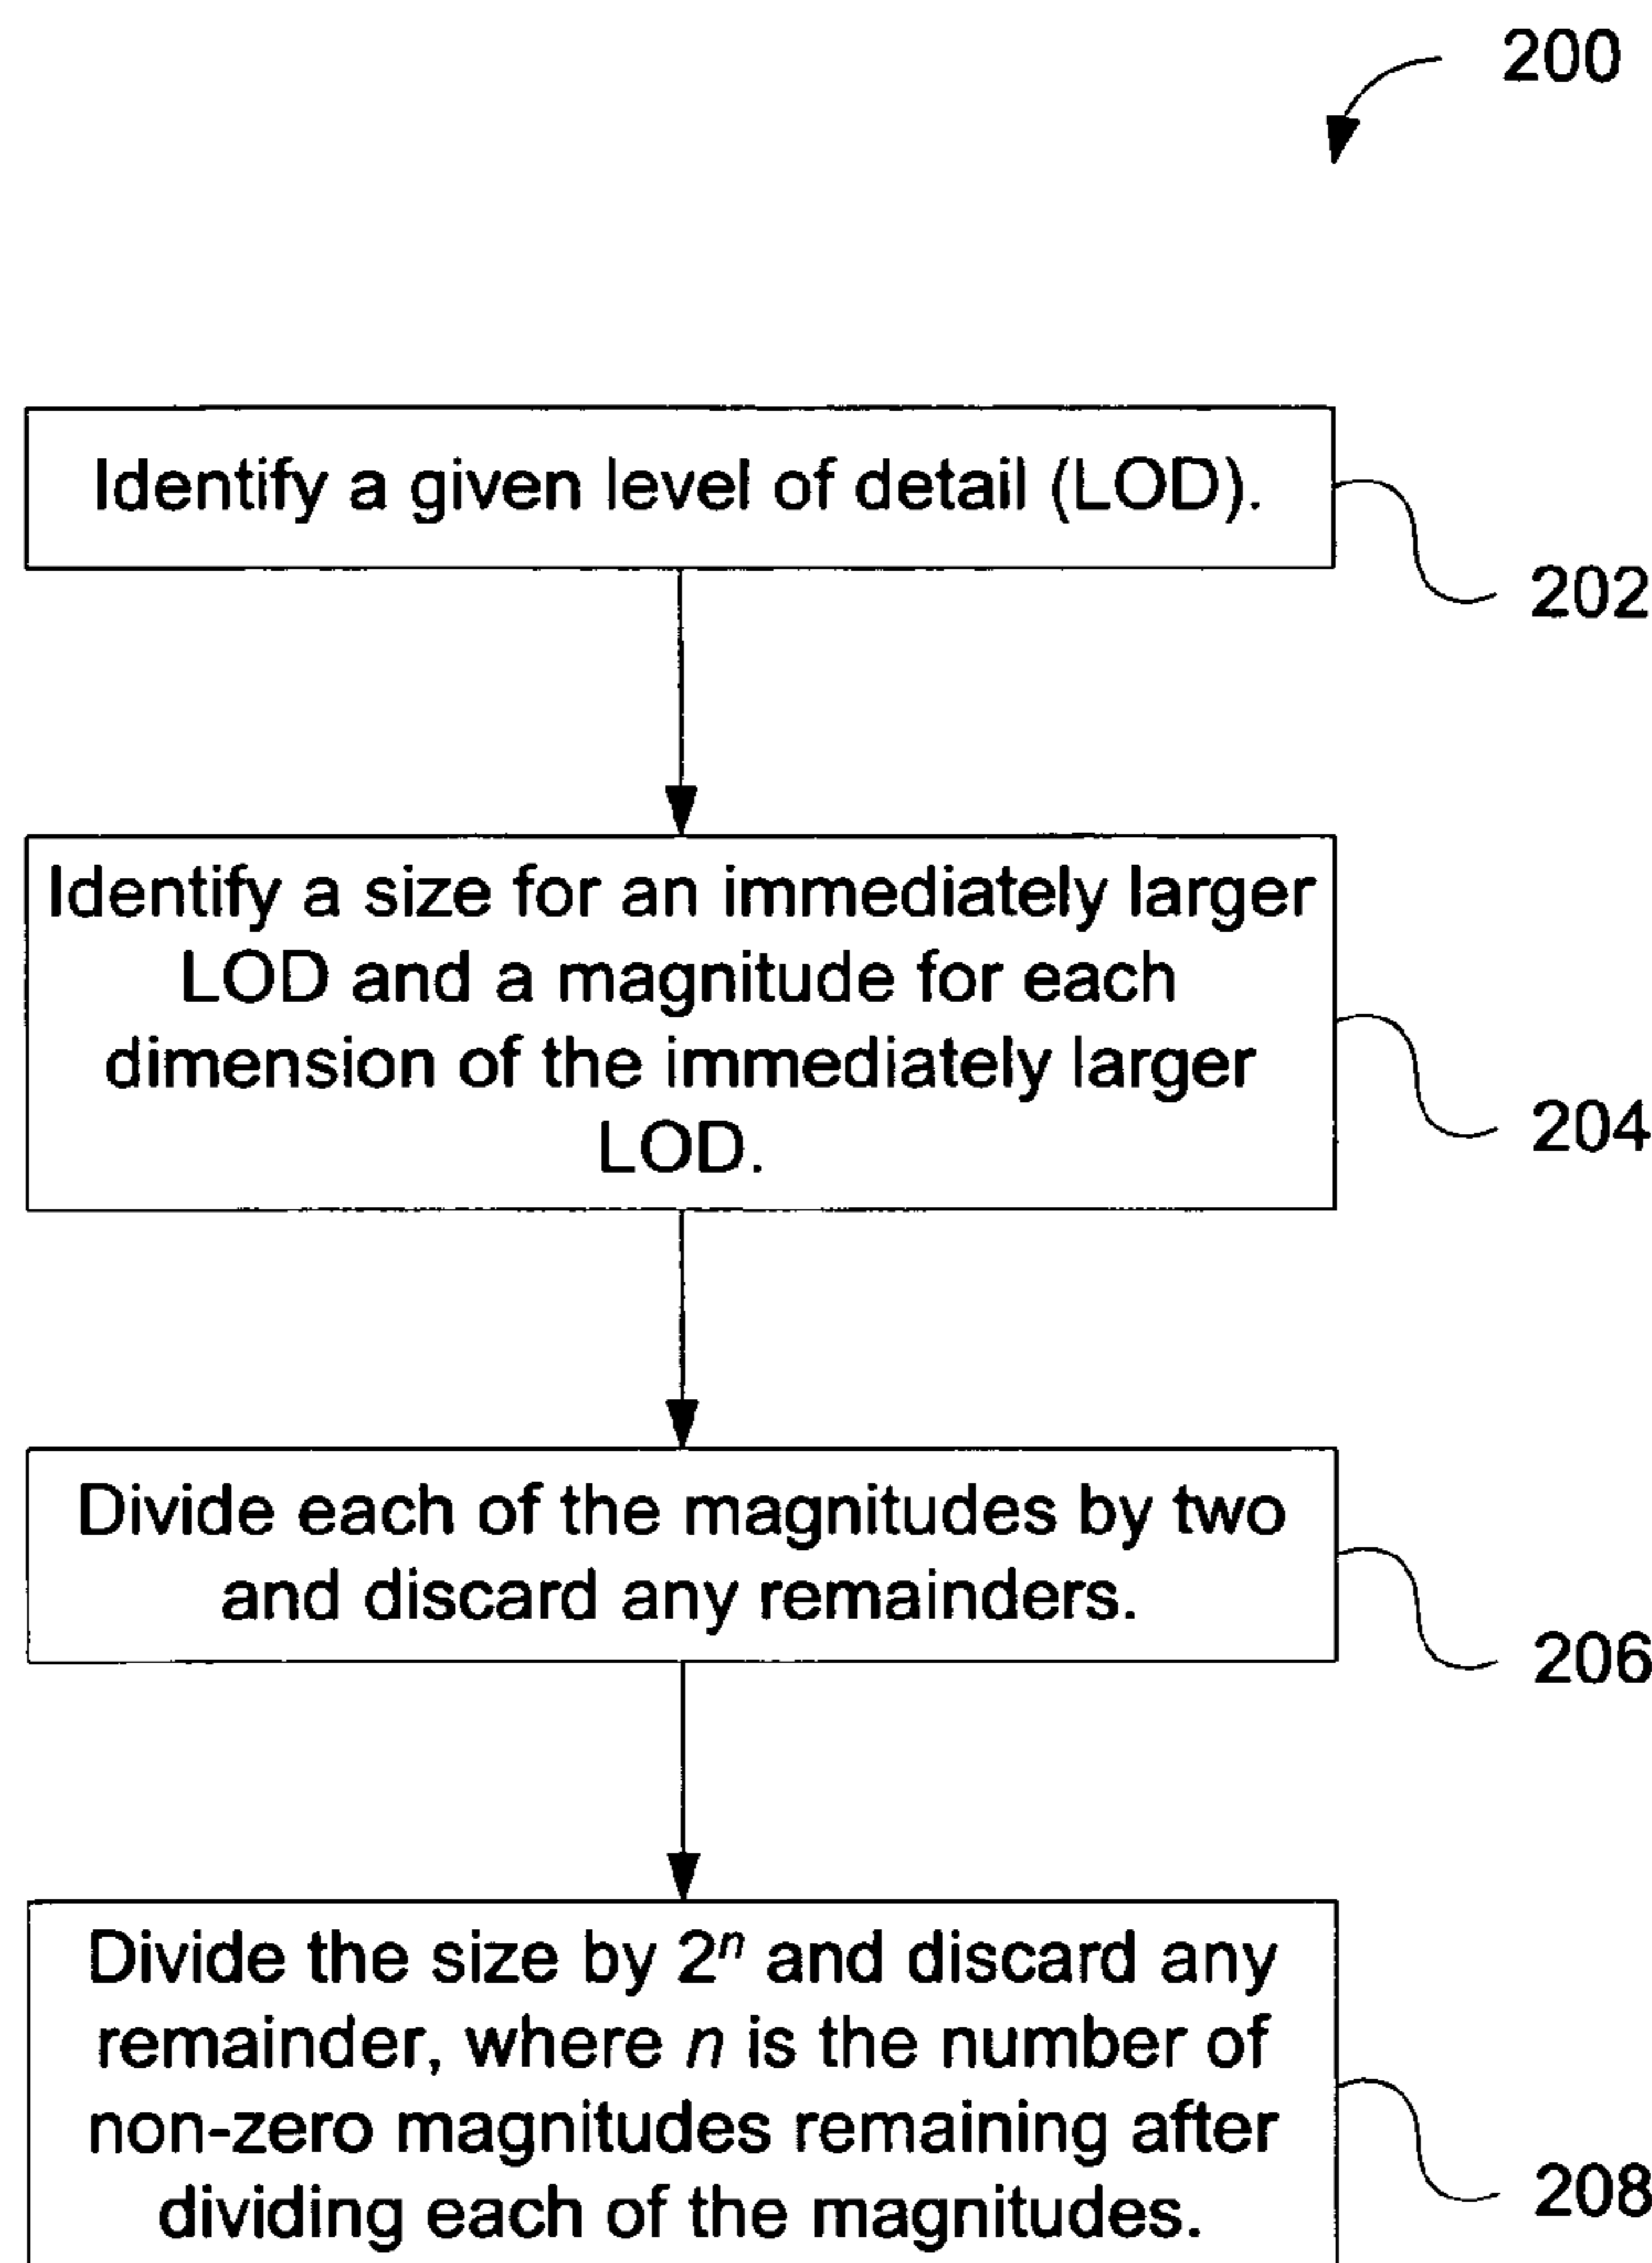 200
Identify a given level of detail (LOD).
202
Identify a size for an immediately larger
LOD and a magnitude for each
dimension of the immediately larger
LOD.
204
Divide each of the magnitudes by two
and discard any remainders.
206
Divide the size by 2ⁿ and discard any
remainder, where n is the number of
non-zero magnitudes remaining after
dividing each of the magnitudes.
208